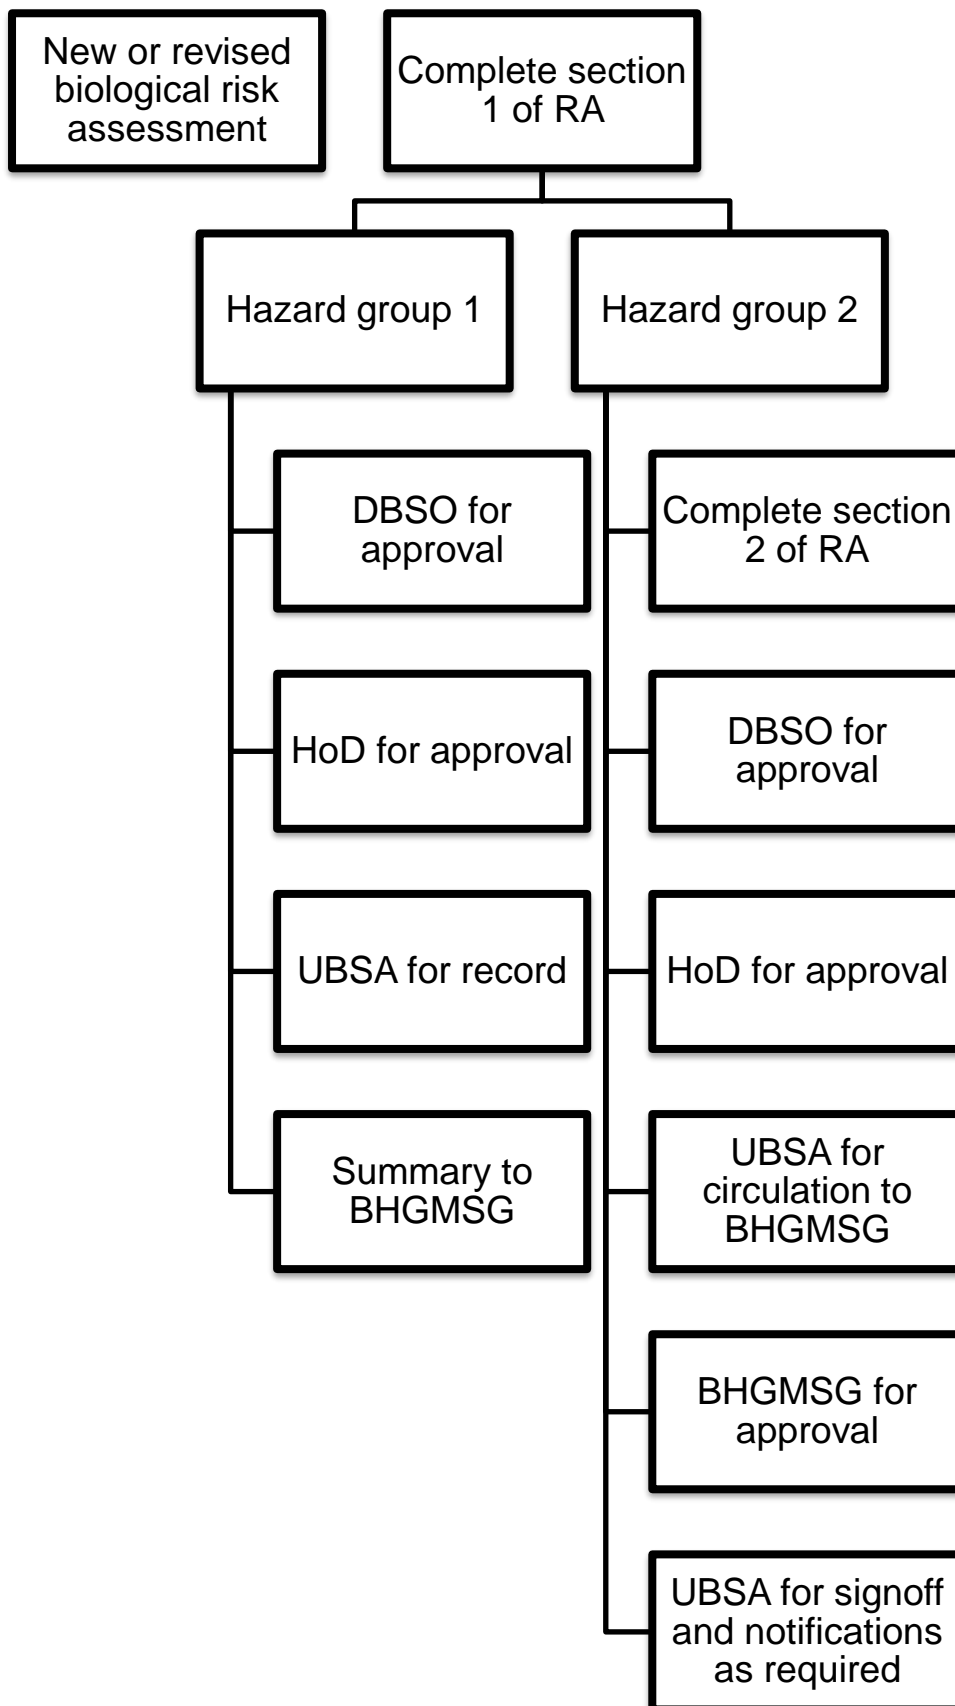 New or revised
biological risk
assessment
Complete section
1 of RA
Hazard group 1
Hazard group 2
DBSO for
approval
HoD for approval
UBSA for record
Summary to
BHGMSG
Complete section
2 of RA
DBSO for
approval
HoD for approval
UBSA for
circulation to
BHGMSG
BHGMSG for
approval
UBSA for signoff
and notifications
as required